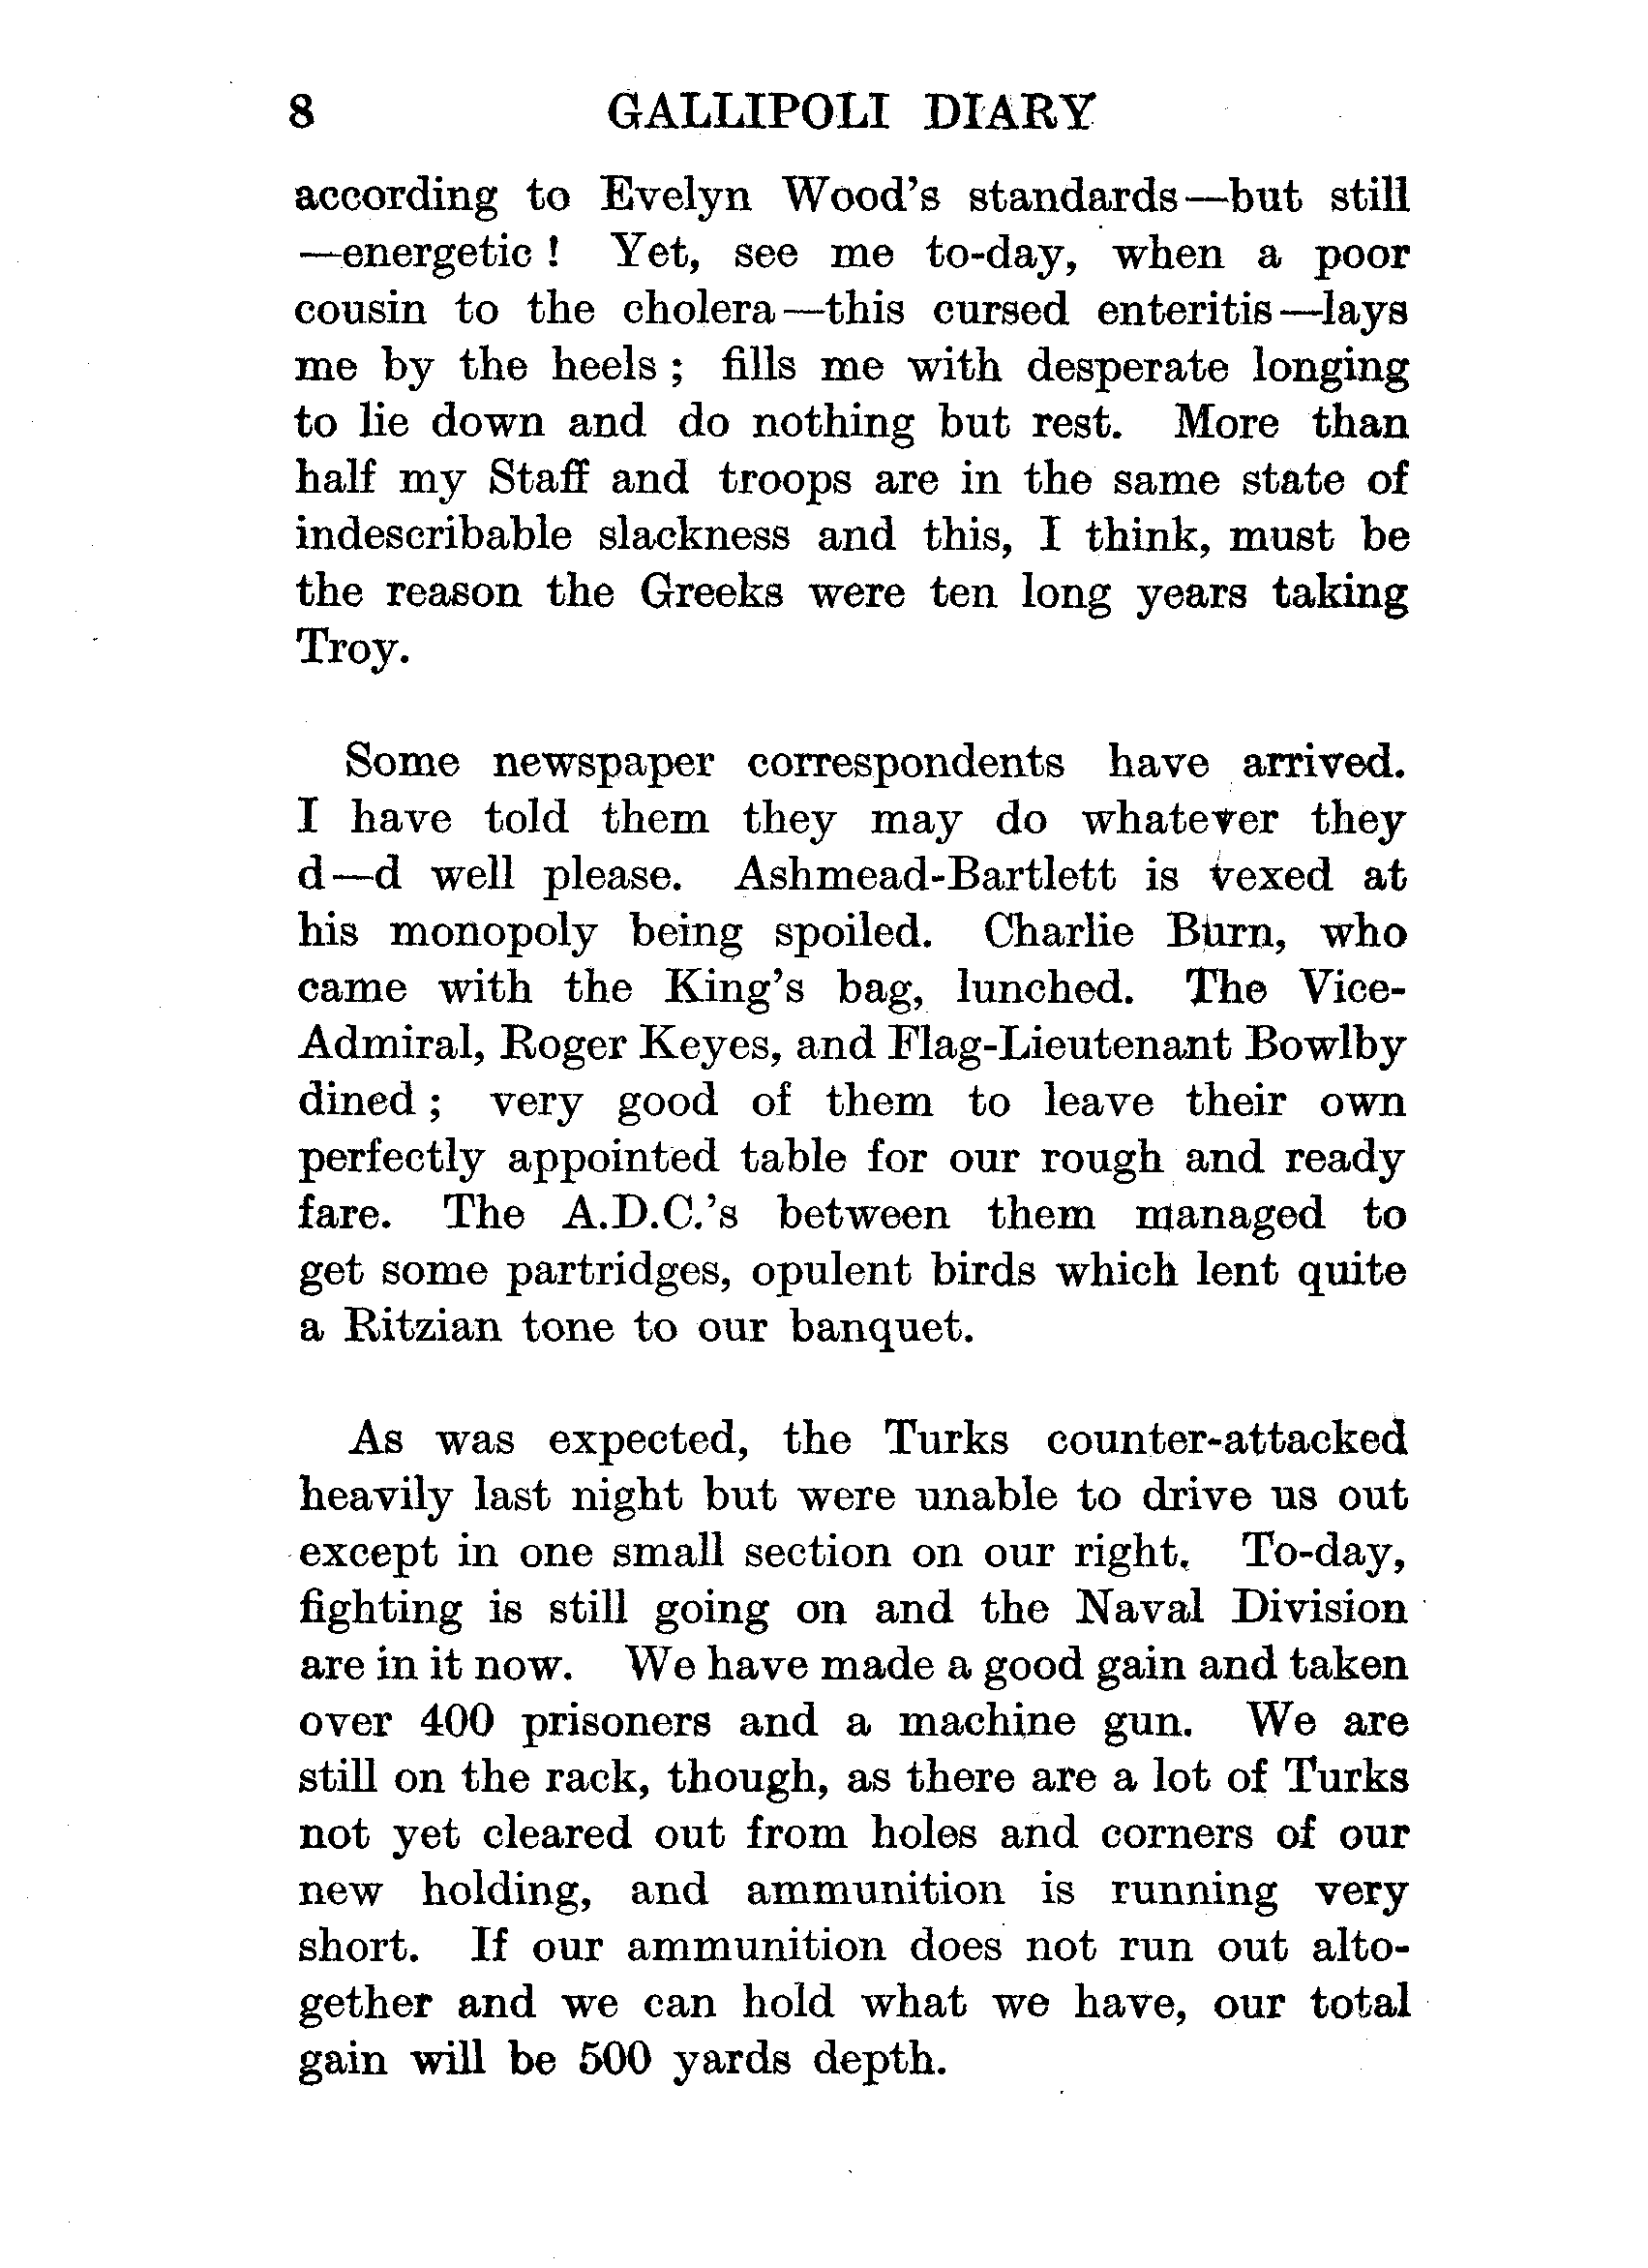 8 GALLIPOLI DIARY
according to Evelyn Wood's standards—but still
—energetic ! Yet, see me to-day, when a poor
cousin to the cholera—this cursed enteritis—lays
me by the heels ; fills me with desperate longing
to lie down and do nothing but rest. More than
half my Staff and troops are in the same state of
indescribable slackness and this, I think, must be
the reason the Greeks were ten long years taking
Troy.
Some newspaper correspondents have arrived.
I have told them they may do whatever they
d—d well please. Ashmead-Bartlett is vexed at
his monopoly being spoiled. Charlie Burn, who
came with the King's bag, lunched. The Vice-
Admiral, Roger Keyes, and Flag-Lieutenant Bowlby
dined ; very good of them to leave their own
perfectly appointed table for our rough and ready
fare. The A.D.C.'s between them managed to
get some partridges, opulent birds which lent quite
a Ritzian tone to our banquet.
As was expected, the Turks counter-attacked
heavily last night but were unable to drive us out
except in one small section on our right. To-day,
fighting is still going on and the Naval Division
are in it now. We have made a good gain and taken
over 400 prisoners and a machine gun. We are
still on the rack, though, as there are a lot of Turks
not yet cleared out from holes and corners of our
new holding, and ammunition is running very
short. If our ammunition does not run out alto-
gether and we can hold what we have, our total
gain will be 500 yards depth.